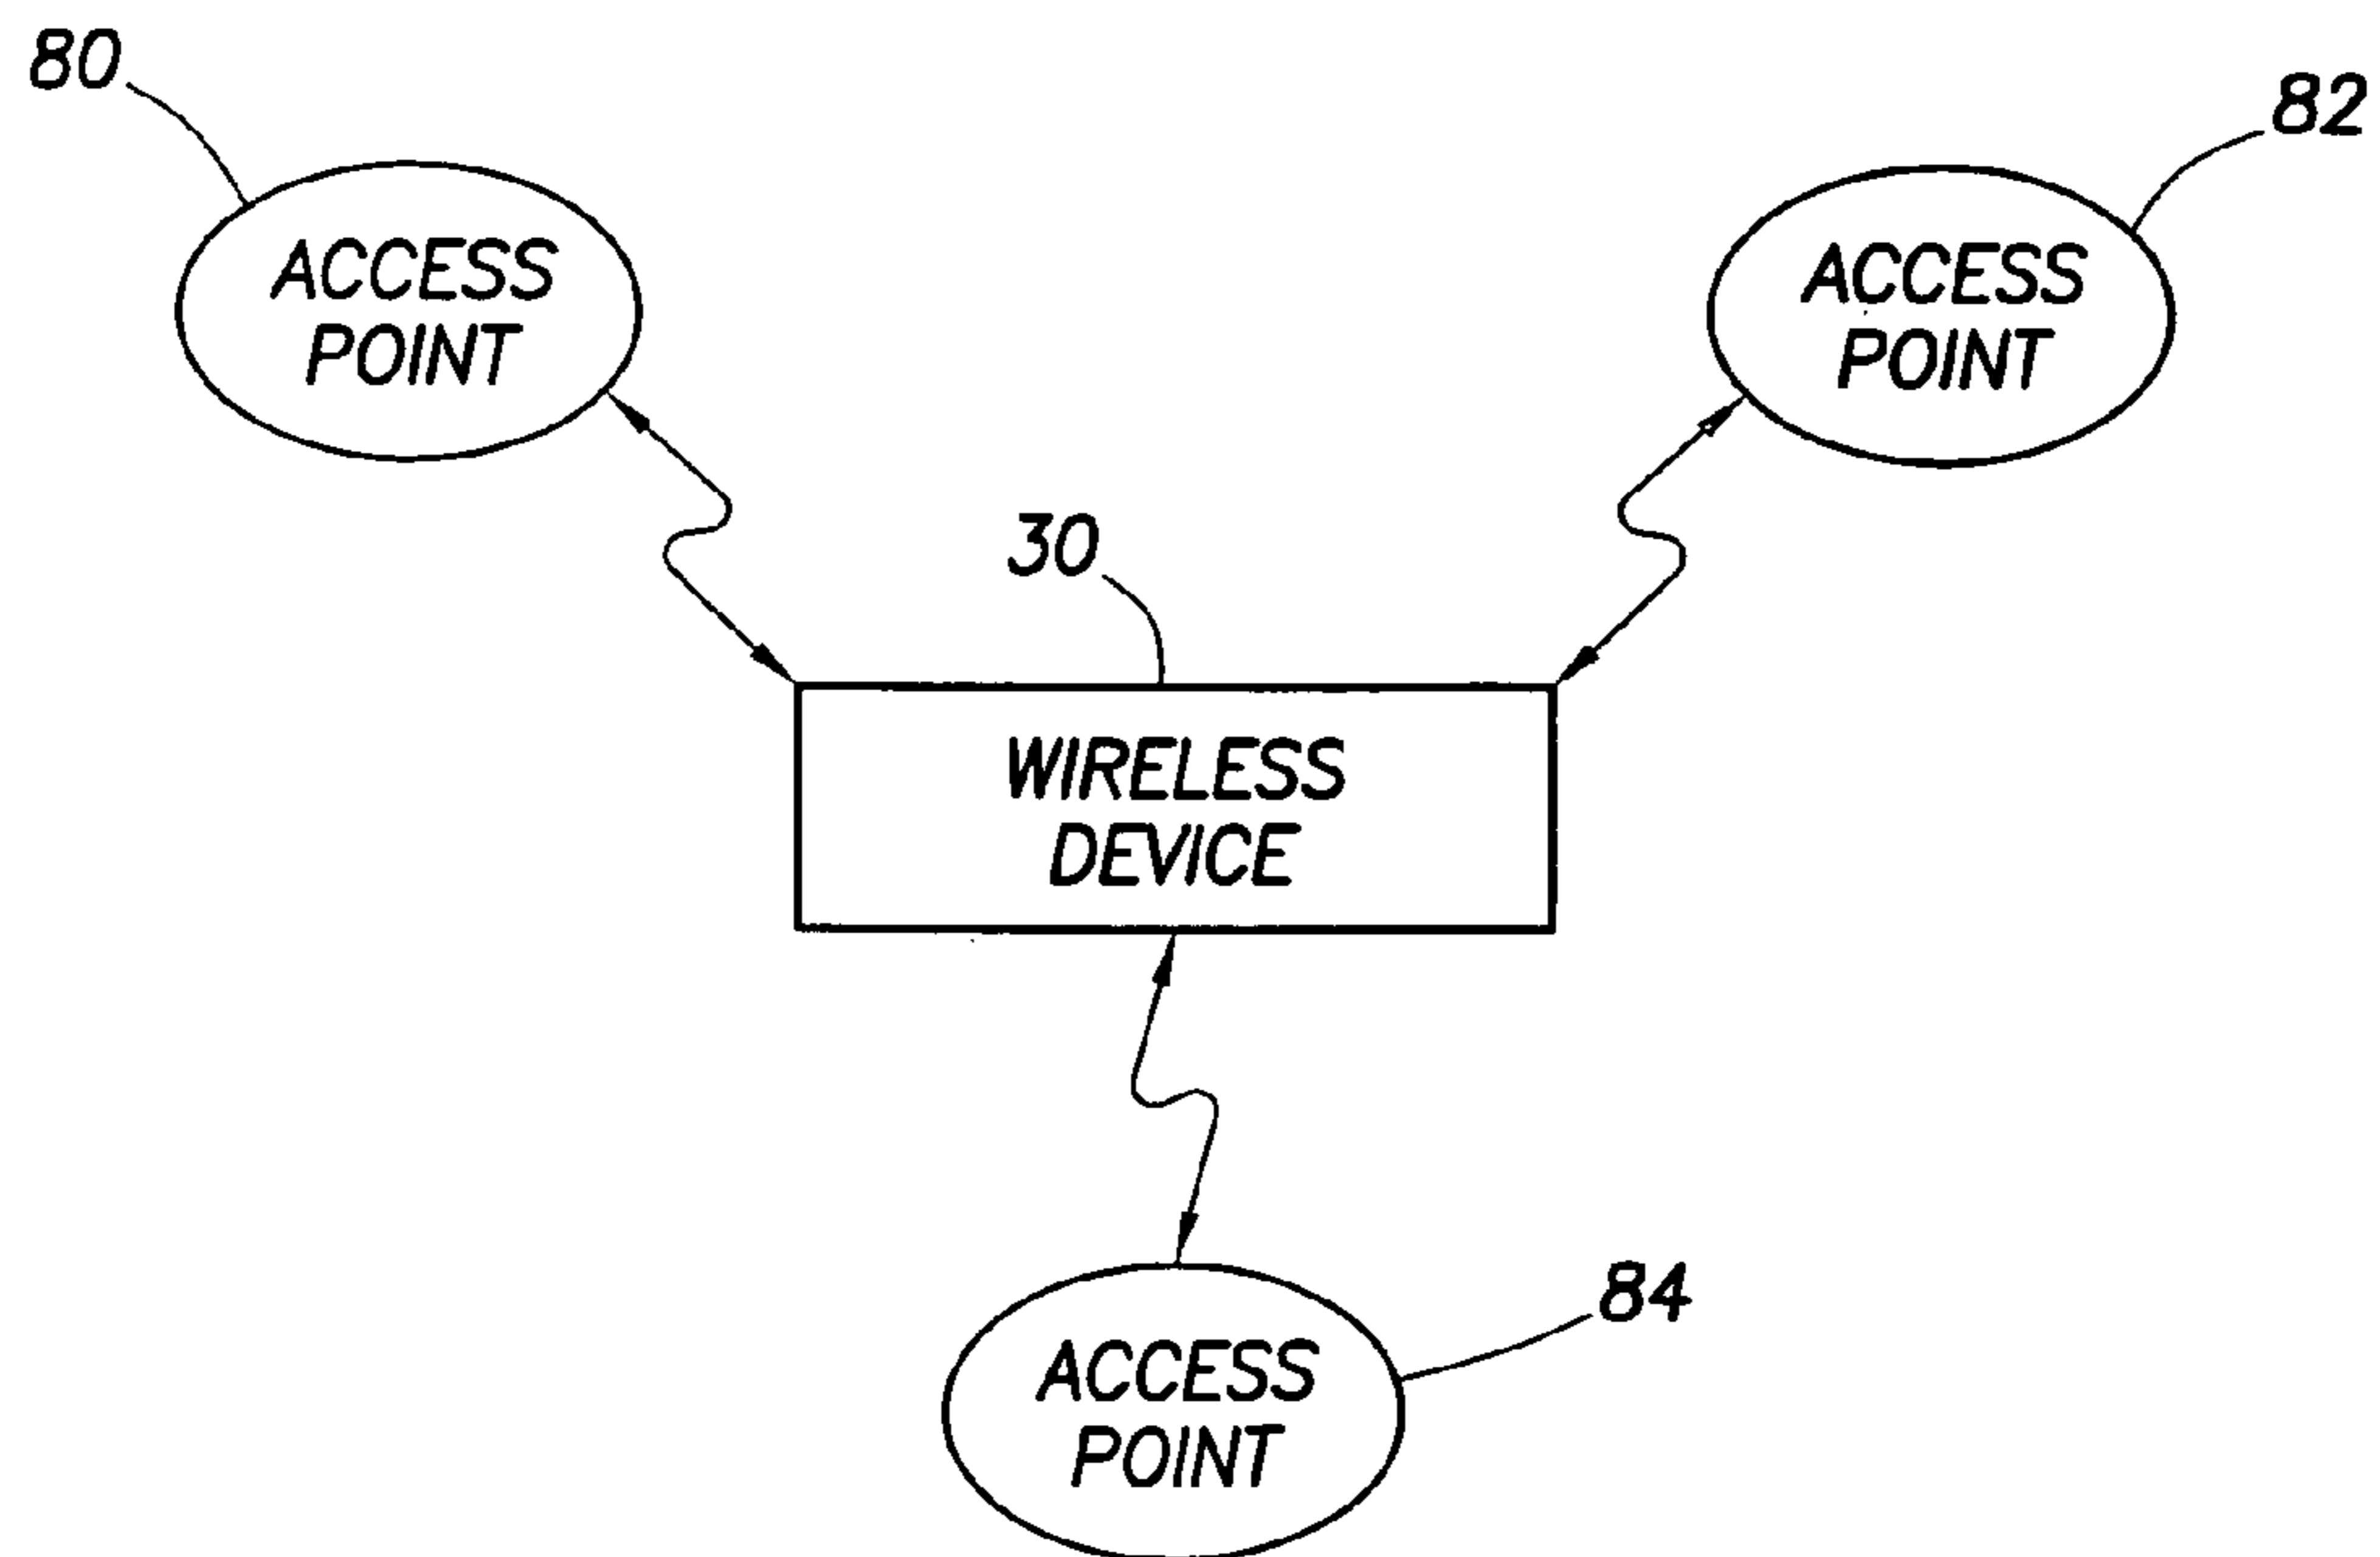 80
82
ACCESS
POINT
ACCESS
POINT
30
WIRELESS
DEVICE
84
ACCESS
POINT